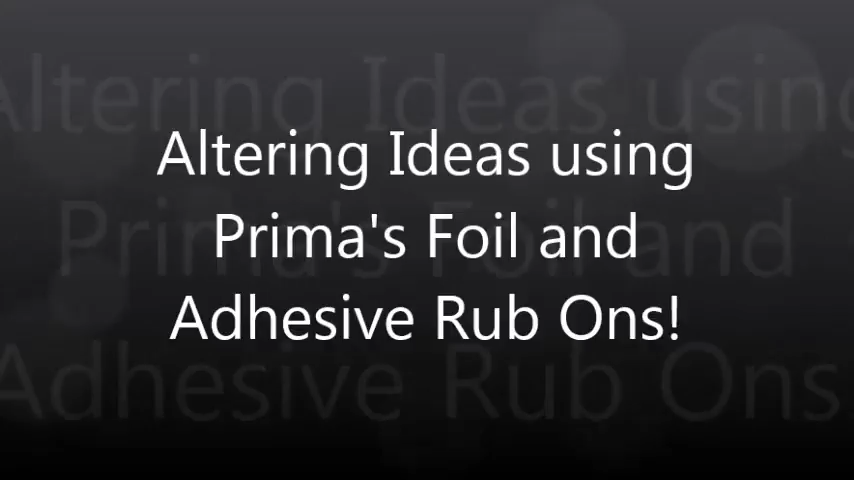 Altering Ideas using
Prima's Foil and
Adhesive Rub Ons!